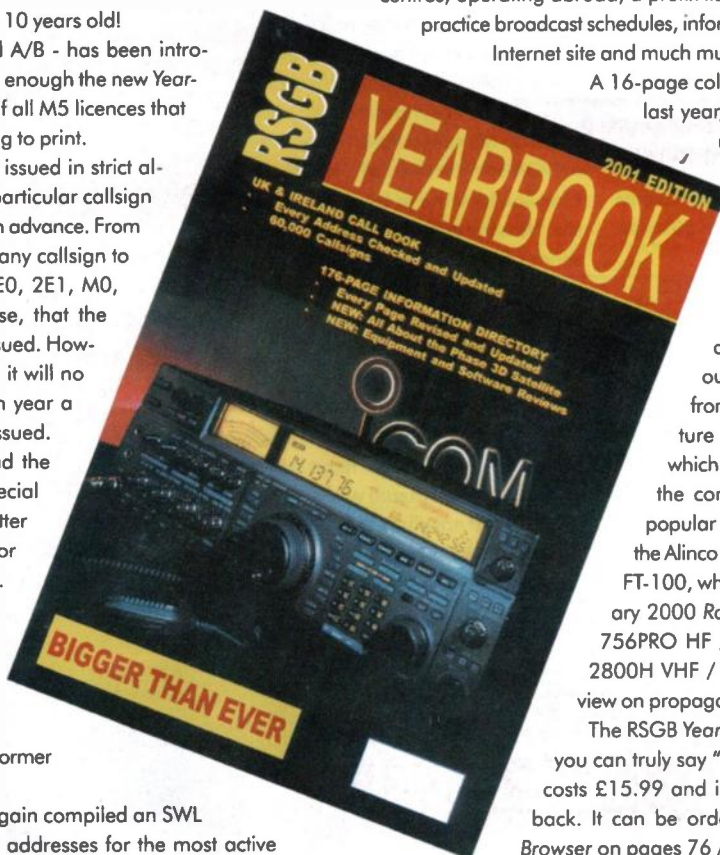 10 years old!
A/B - has been intro-
enough the new Year-
f all M5 licences that
g to print.
issued in strict al-
articular callsign
n advance. From
any callsign to
E0, 2E1, M0,
se, that the
ued. How-
it will no
h year a
ssued.
d the
ecial
tter
or
ormer
gain compiled an SWL
addresses for the most active
RSGB
YEARBOOK
2001 EDITION
UK & IRELAND CALL BOOK
Every Address Checked and Updated
60,000 Callsigns
176-PAGE INFORMATION DIRECTORY
Every Page Revised and Updated
NEW: All About the Phase 3D Satellite
NEW: Equipment and Software Reviews
ICOM
14.137.76
BIGGER THAN EVER
practice broadcast schedules, infor
Internet site and much mu
A 16-page col
last year,
ou
from
ture
which
the con
popular
the Alinco
FT-100, wh
ary 2000 Ra
756PRO HF /
2800H VHF /
view on propaga
The RSGB Year
you can truly say "
costs £15.99 and i
back. It can be orde
Browser on pages 76 /